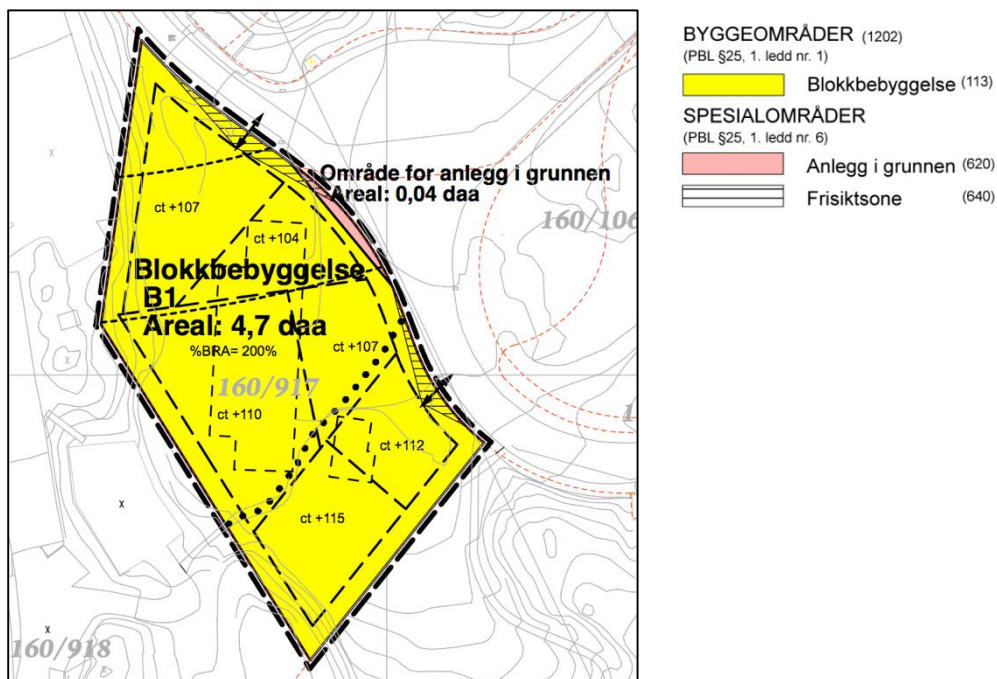 Område for anlegg i grunnen
Areal: 0,04 daa
160/106
ct +107
ct +104
Blokkbebyggelse
B1
Areal: 4,7 daa
%BRA= 200%
ct +107
160/917
ct +110
ct +112
ct +115
160/918
x
x
x
x
BYGGEOMRÅDER (1202)
(PBL §25, 1. ledd nr. 1)
Blokkbebyggelse (113)
SPESIALOMRÅDER
(PBL §25, 1. ledd nr. 6)
Anlegg i grunnen (620)
Frisiktsone (640)